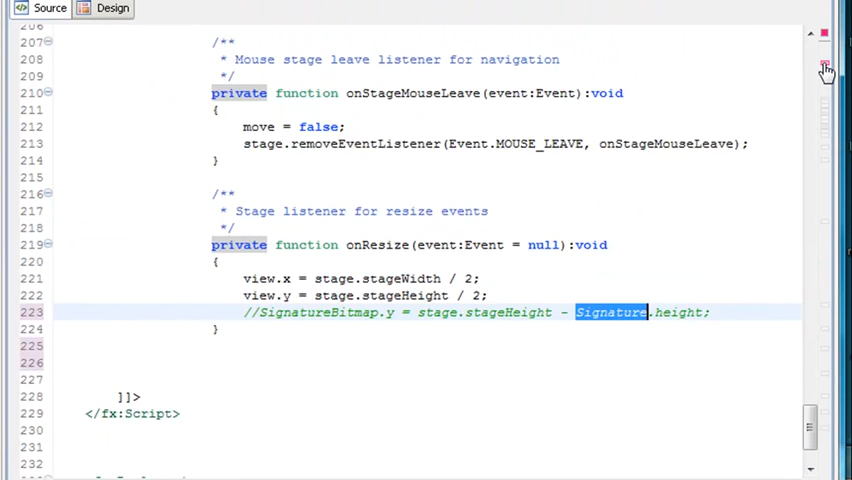 Source Design
206
207 /**
208 * Mouse stage leave listener for navigation
209 */
210 private function onStageMouseLeave(event:Event):void
211 {
212 move = false;
213 stage.removeEventListener(Event.MOUSE_LEAVE, onStageMouseLeave);
214 }
215
216 /**
217 * Stage listener for resize events
218 */
219 private function onResize(event:Event = null):void
220 {
221 view.x = stage.stageWidth / 2;
222 view.y = stage.stageHeight / 2;
223 //SignatureBitmap.y = stage.stageHeight - Signature.height;
224 }
225
226
227
228 ]]>
229 </fx:Script>
230
231
232